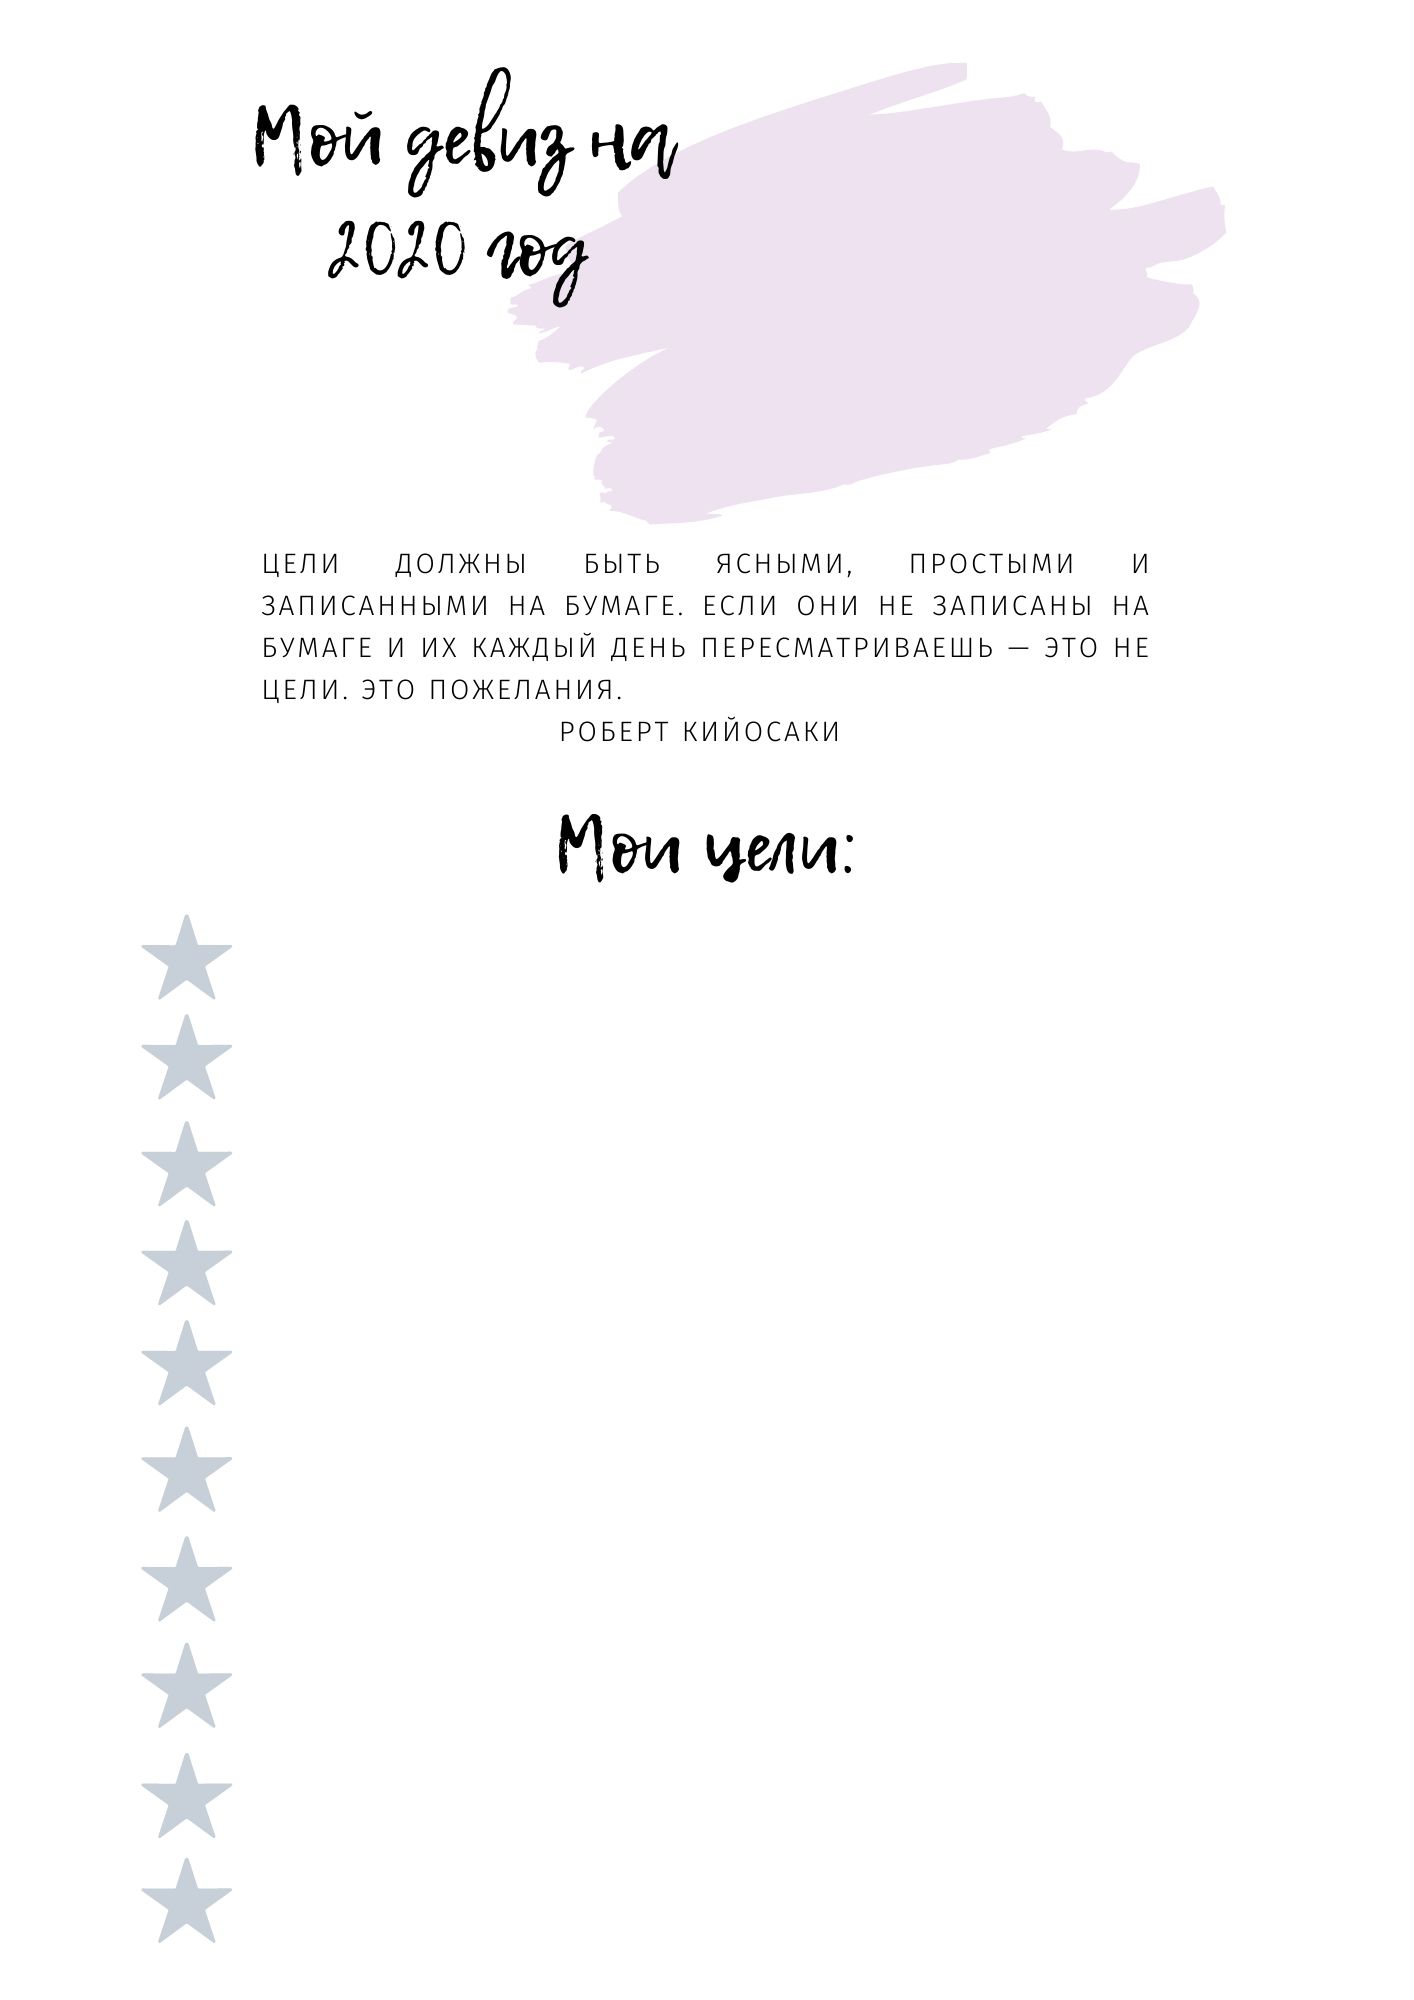 Мой девиз на
2020 год
ЦЕЛИ ДОЛЖНЫ БЫТЬ ЯСНЫМИ, ПРОСТЫМИ И
ЗАПИСАННЫМИ НА БУМАГЕ. ЕСЛИ ОНИ НЕ ЗАПИСАНЫ НА
БУМАГЕ И ИХ КАЖДЫЙ ДЕНЬ ПЕРЕСМАТРИВАЕШЬ — ЭТО НЕ
ЦЕЛИ. ЭТО ПОЖЕЛАНИЯ.
РОБЕРТ КИЙОСАКИ
Мои цели: